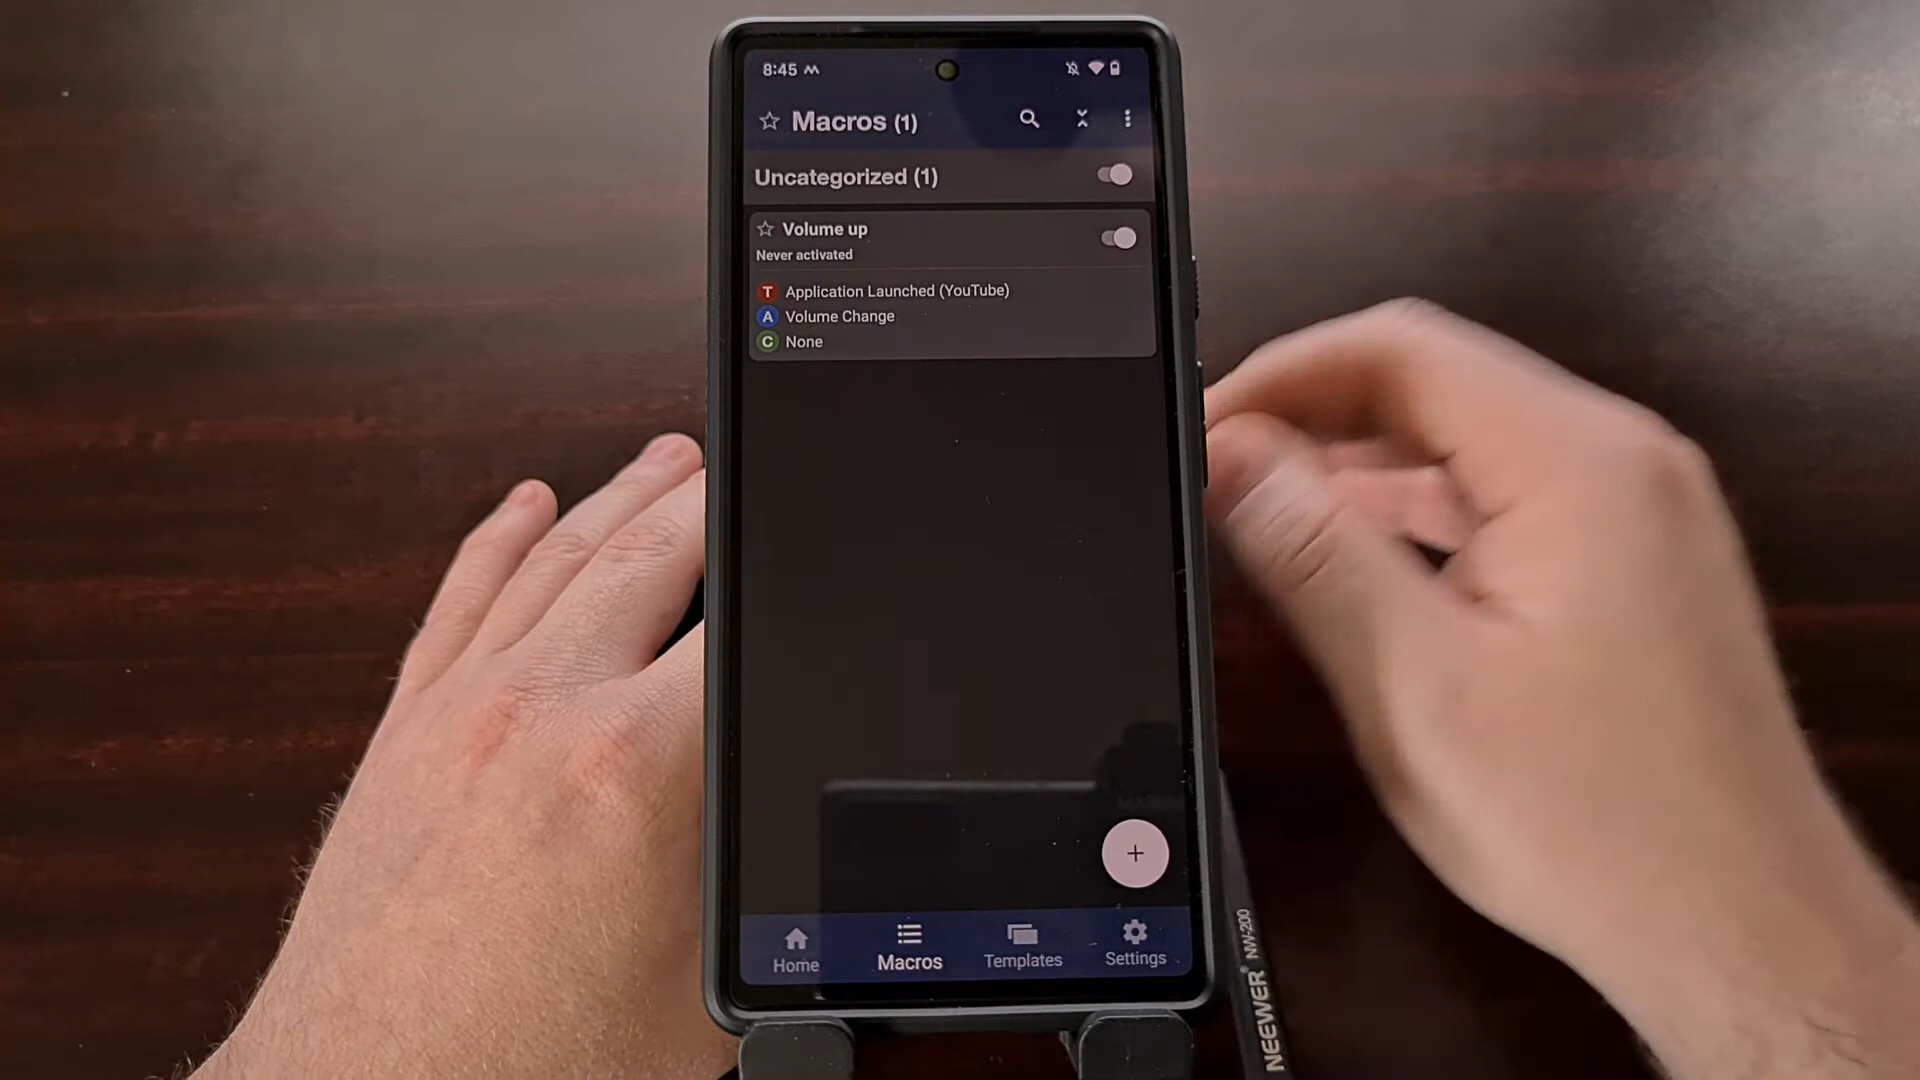 8:45
Macros (1)
Uncategorized (1)
Volume up
Never activated
T Application Launched (YouTube)
A Volume Change
C None
+
Home
Macros
Templates
Settings
NEEWER® NW-200